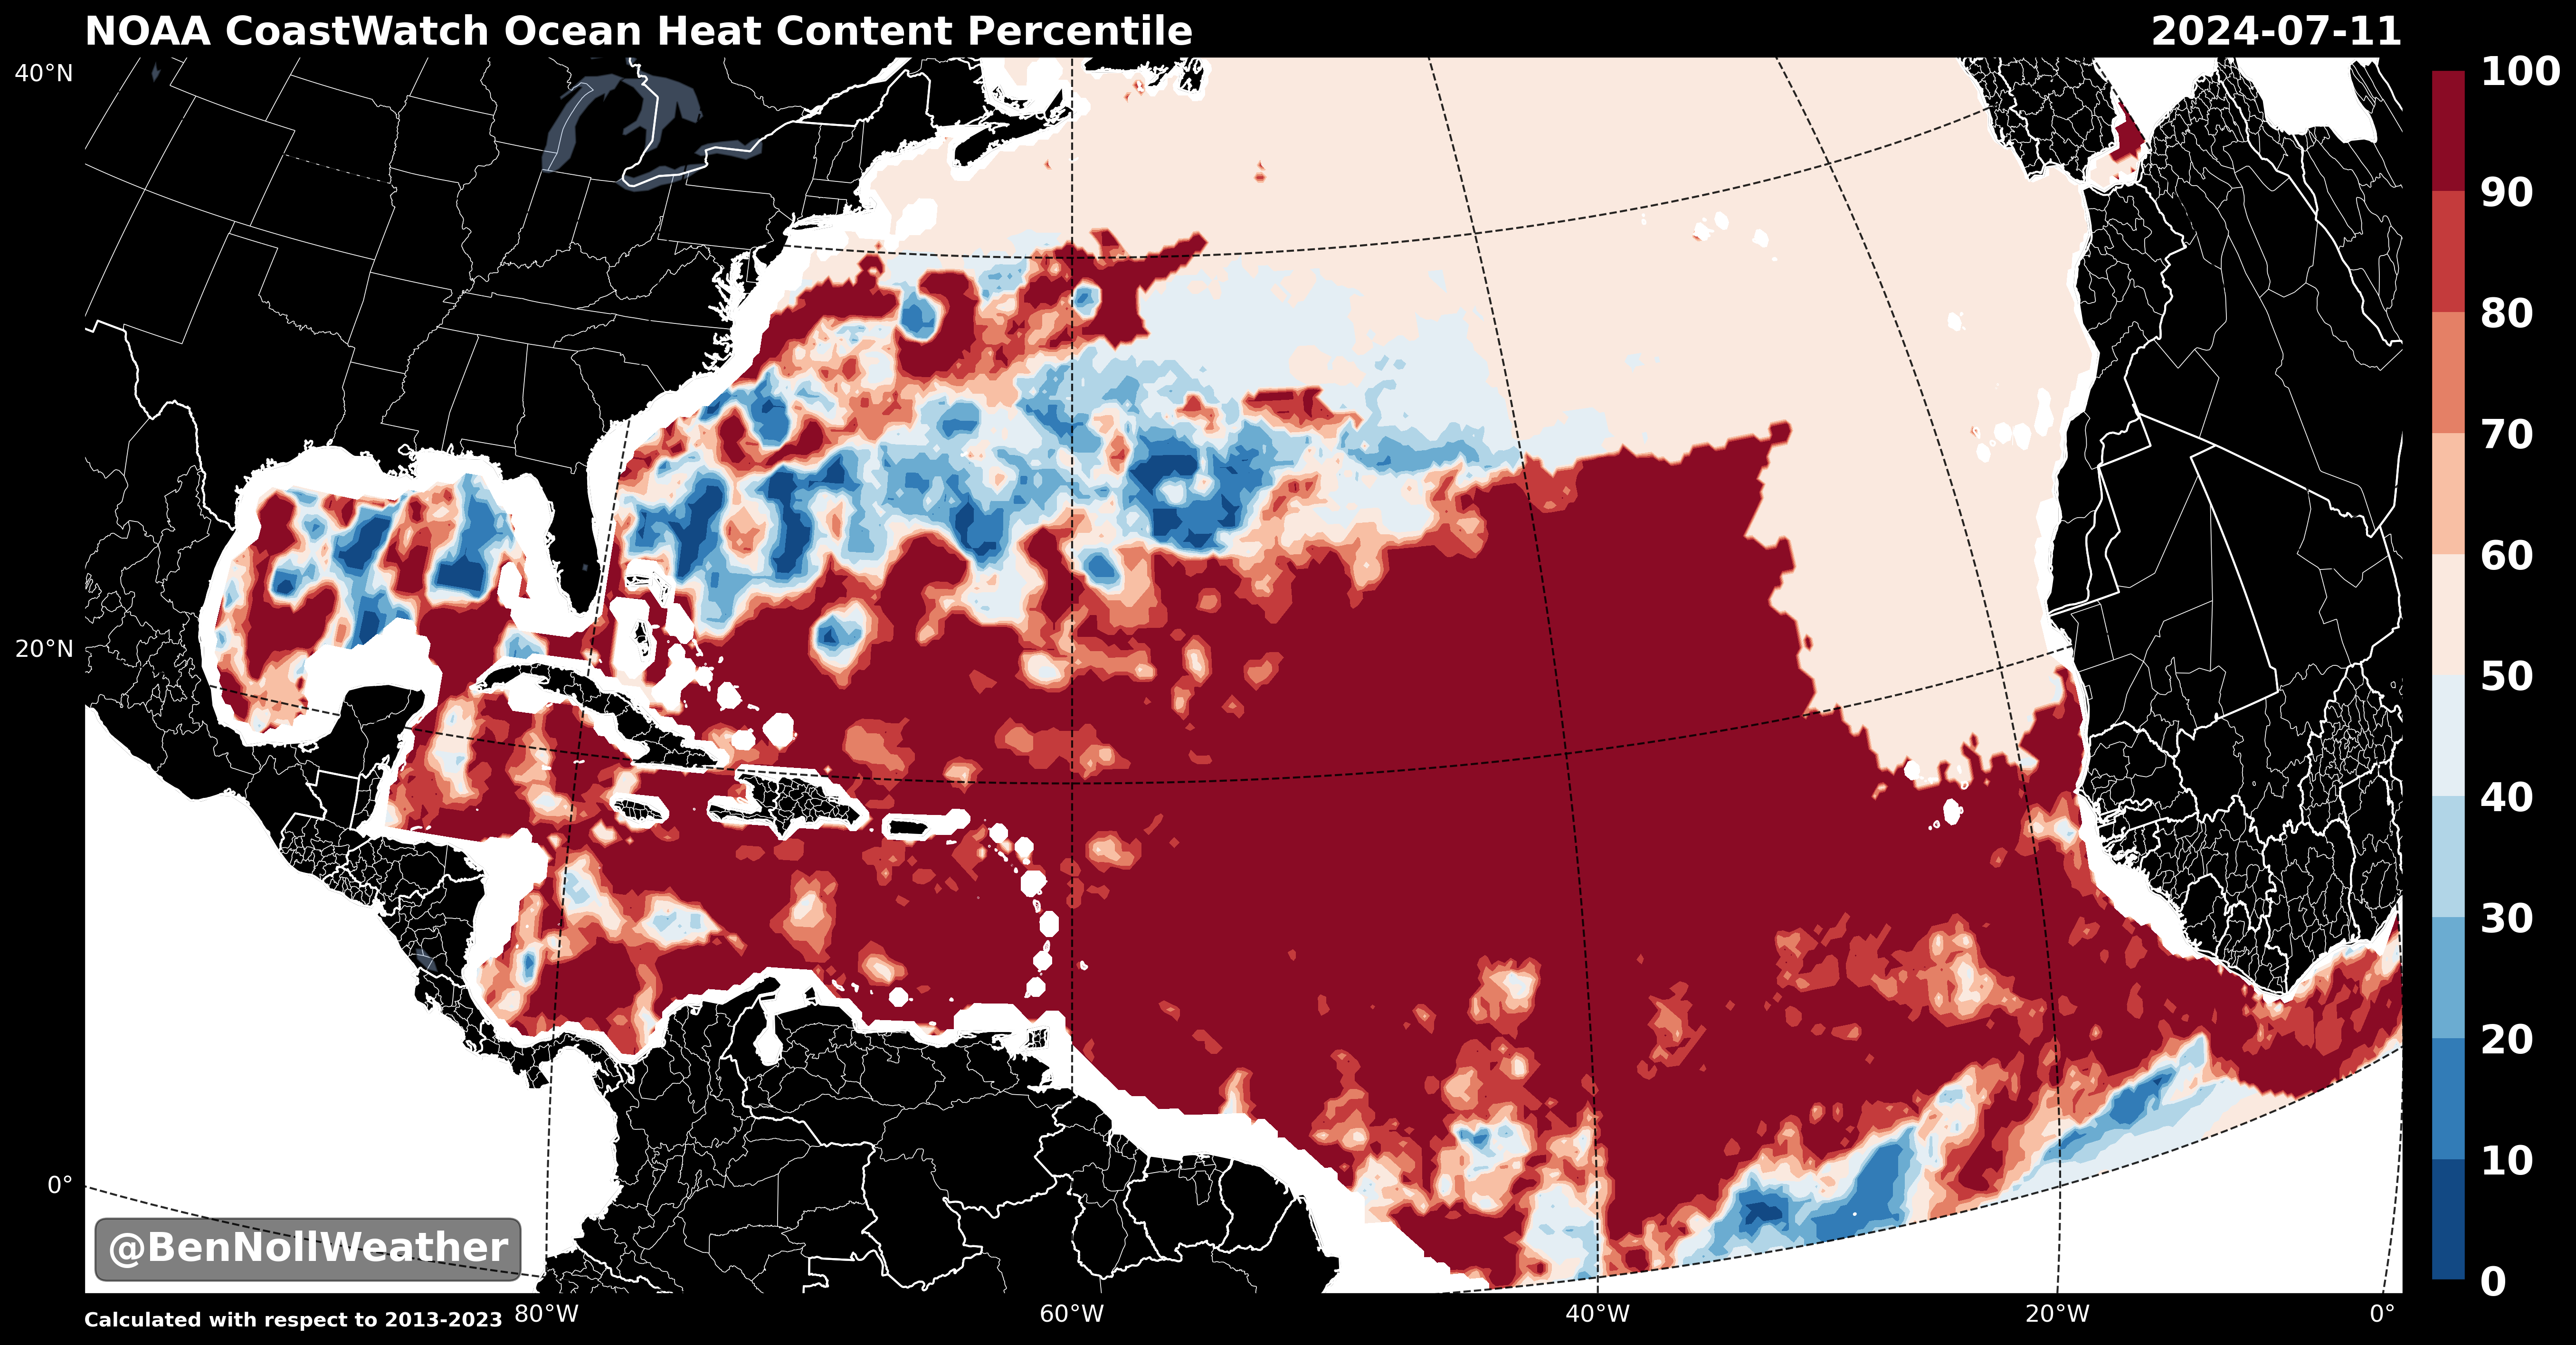 NOAA CoastWatch Ocean Heat Content Percentile 2024-07-11
40°N
20°N
0°
100
90
80
70
60
50
40
30
20
10
0
@BenNollWeather
Calculated with respect to 2013-2023
80°W 60°W 40°W 20°W 0°